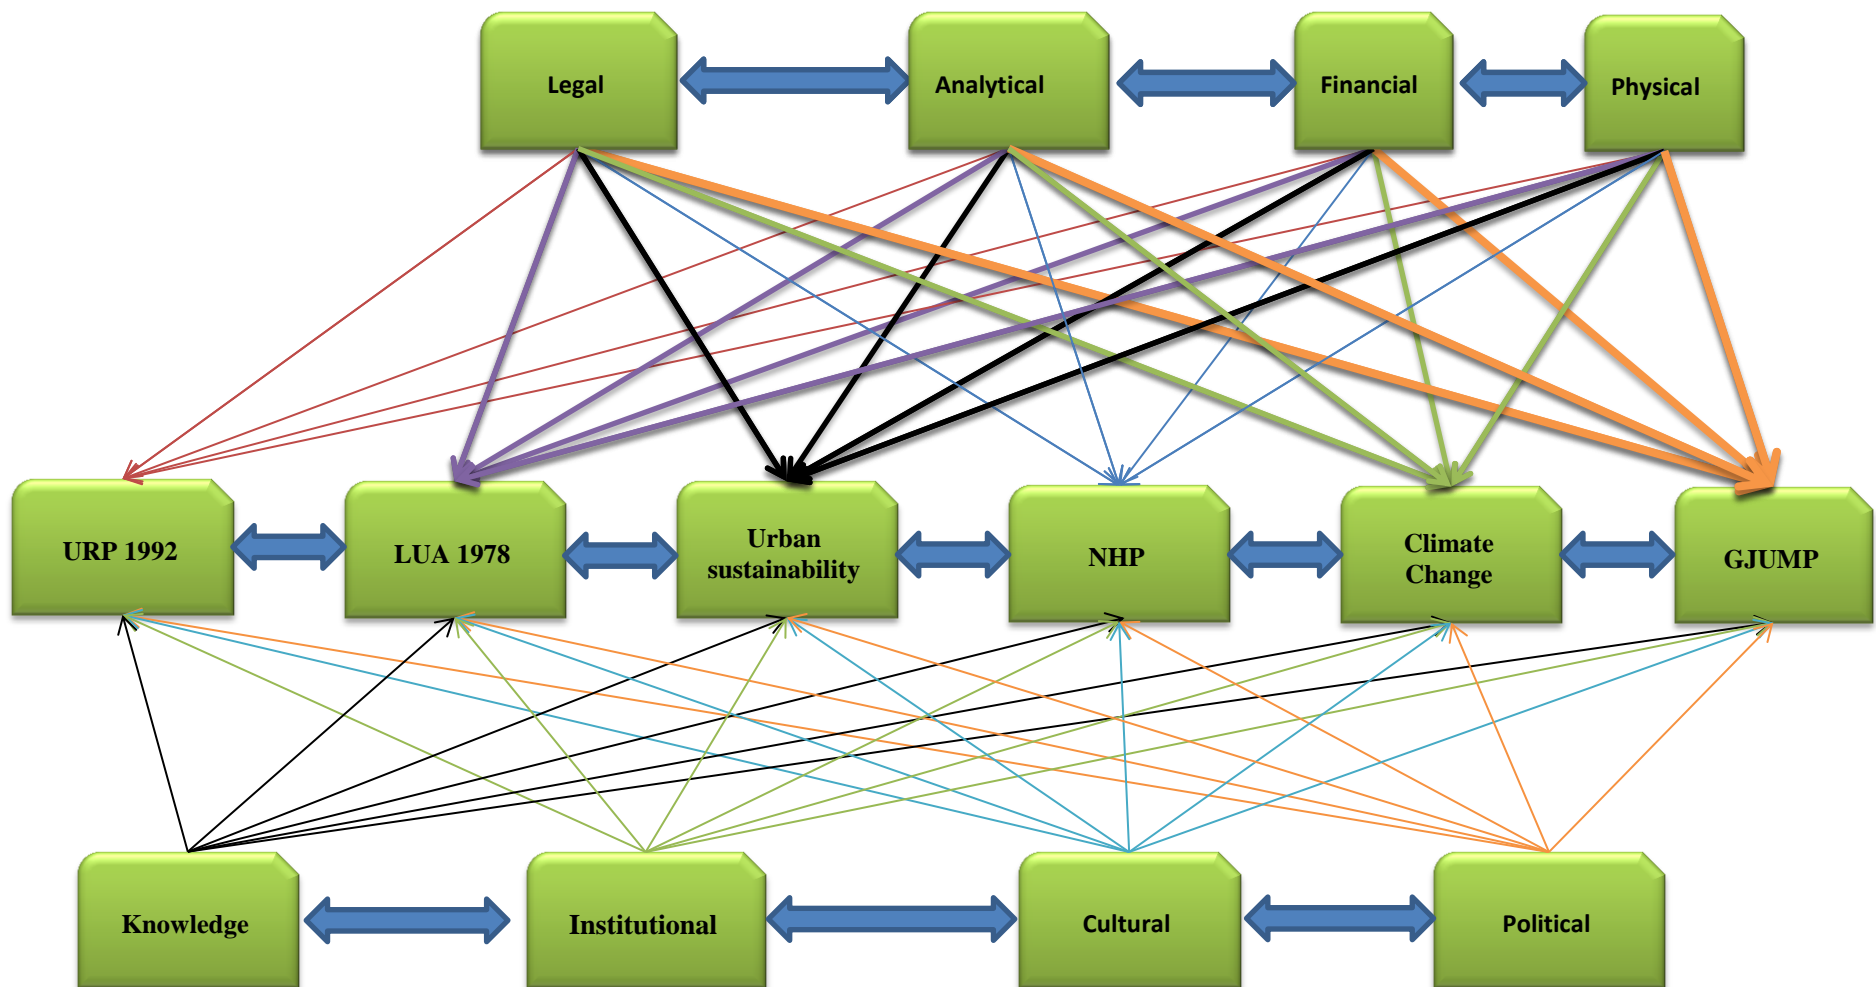 Legal
Analytical
Financial
Physical
URP 1992
LUA 1978
Urban
sustainability
NHP
Climate
Change
GJUMP
Knowledge
Institutional
Cultural
Political